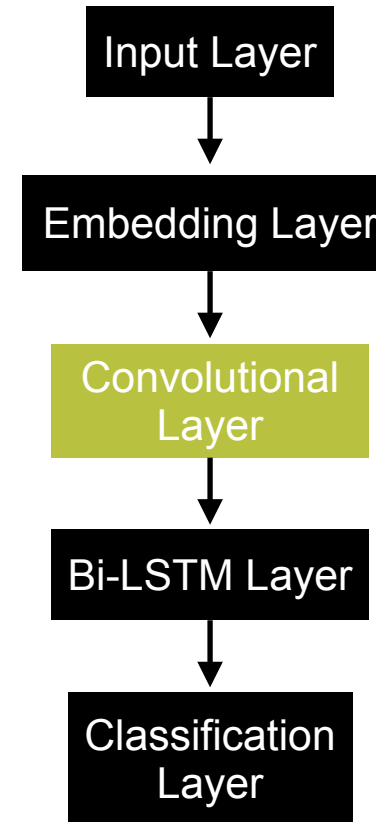 Input Layer
Embedding Layer
Convolutional
Layer
Bi-LSTM Layer
Classification
Layer